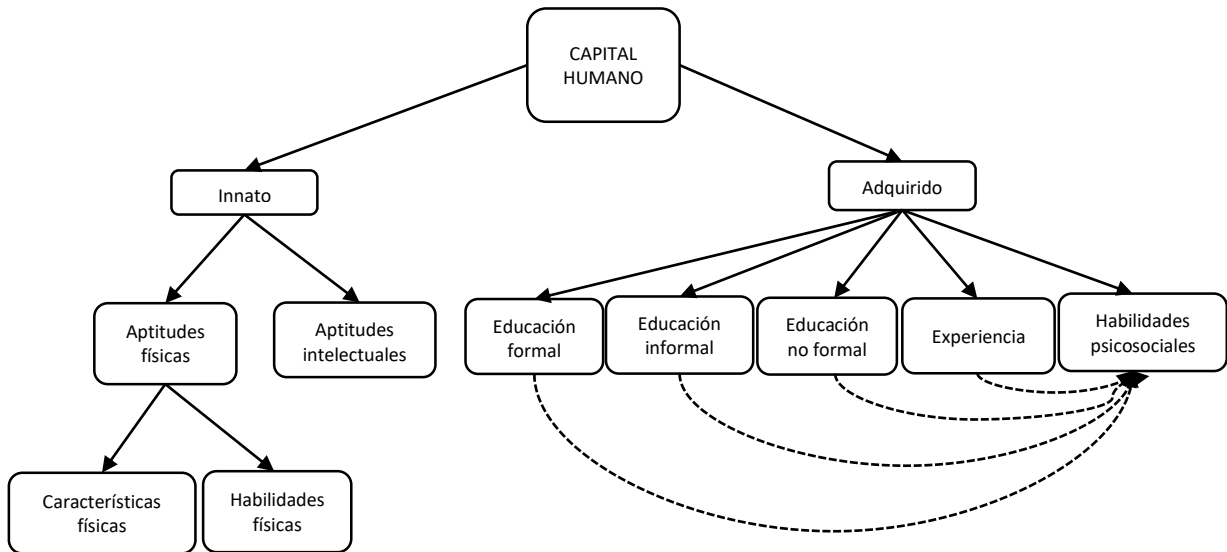 CAPITAL
HUMANO
Innato
Adquirido
Aptitudes
físicas
Aptitudes
intelectuales
Educación
formal
Educación
informal
Educación
no formal
Experiencia
Habilidades
psicosociales
Características
físicas
Habilidades
físicas